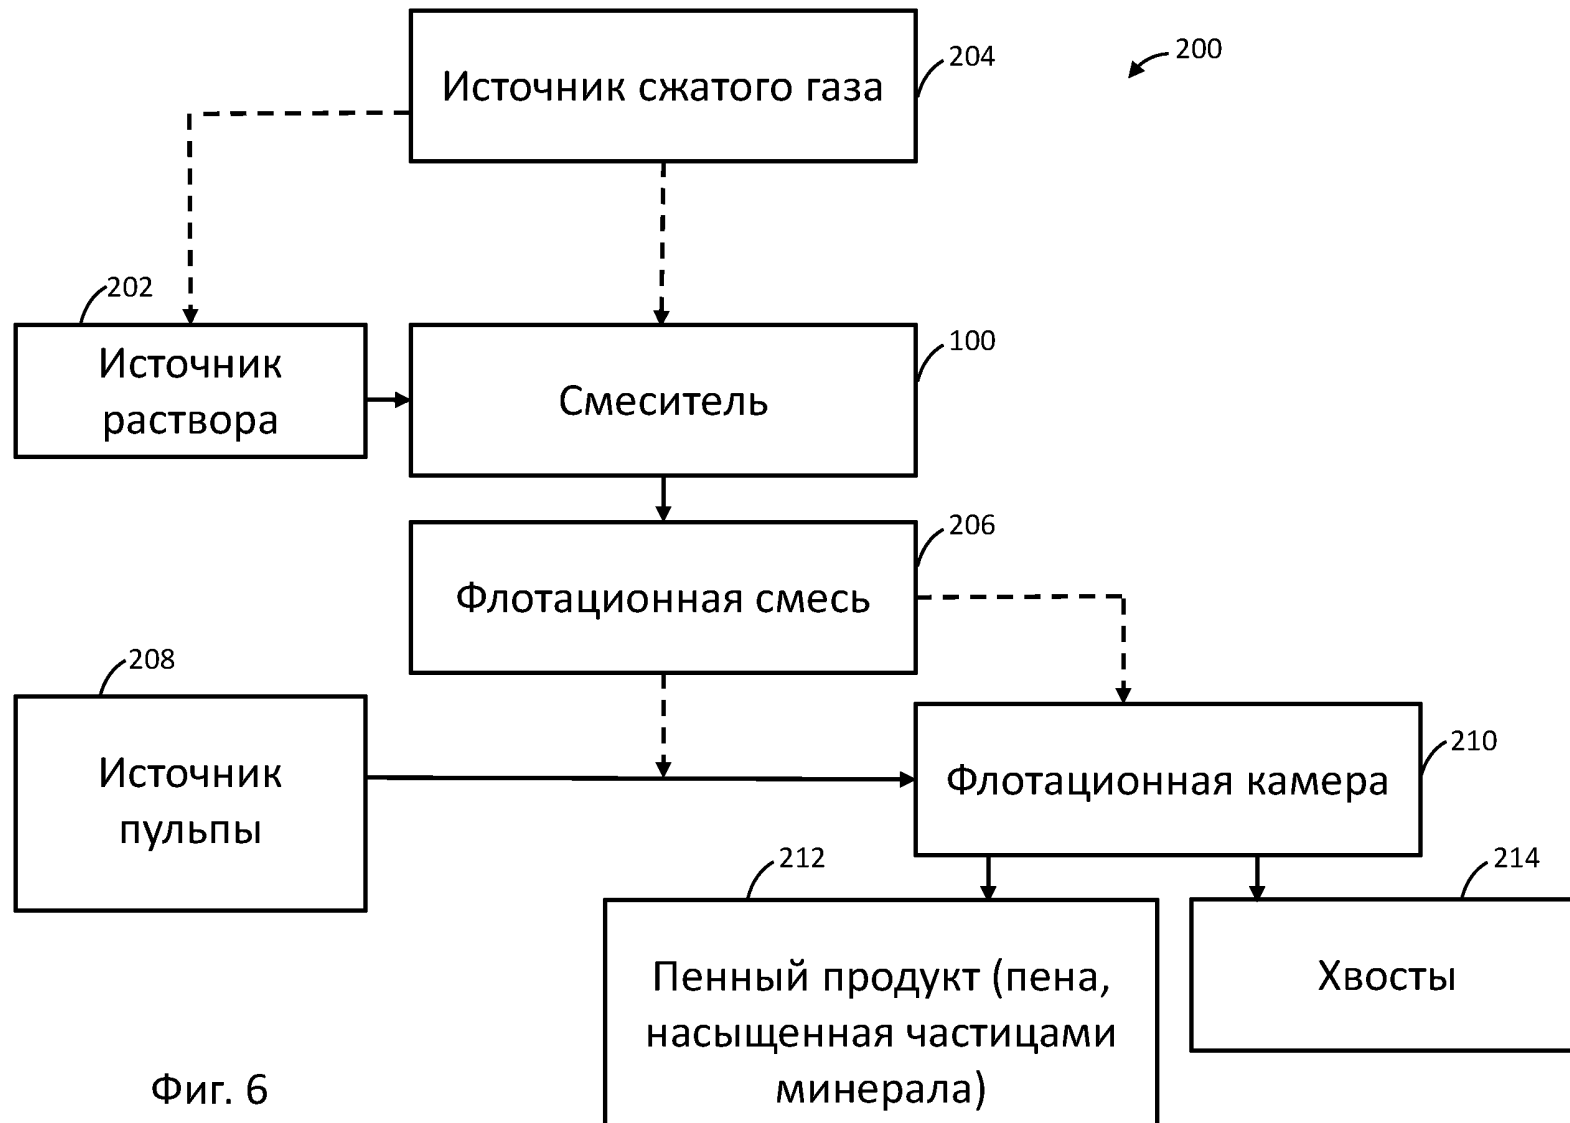 204
200
Источник сжатого газа
202
100
Источник
раствора
Смеситель
206
Флотационная смесь
208
210
Источник
пульпы
Флотационная камера
212
214
Пенный продукт (пена,
насыщенная частицами
минерала)
Хвосты
Фиг. 6